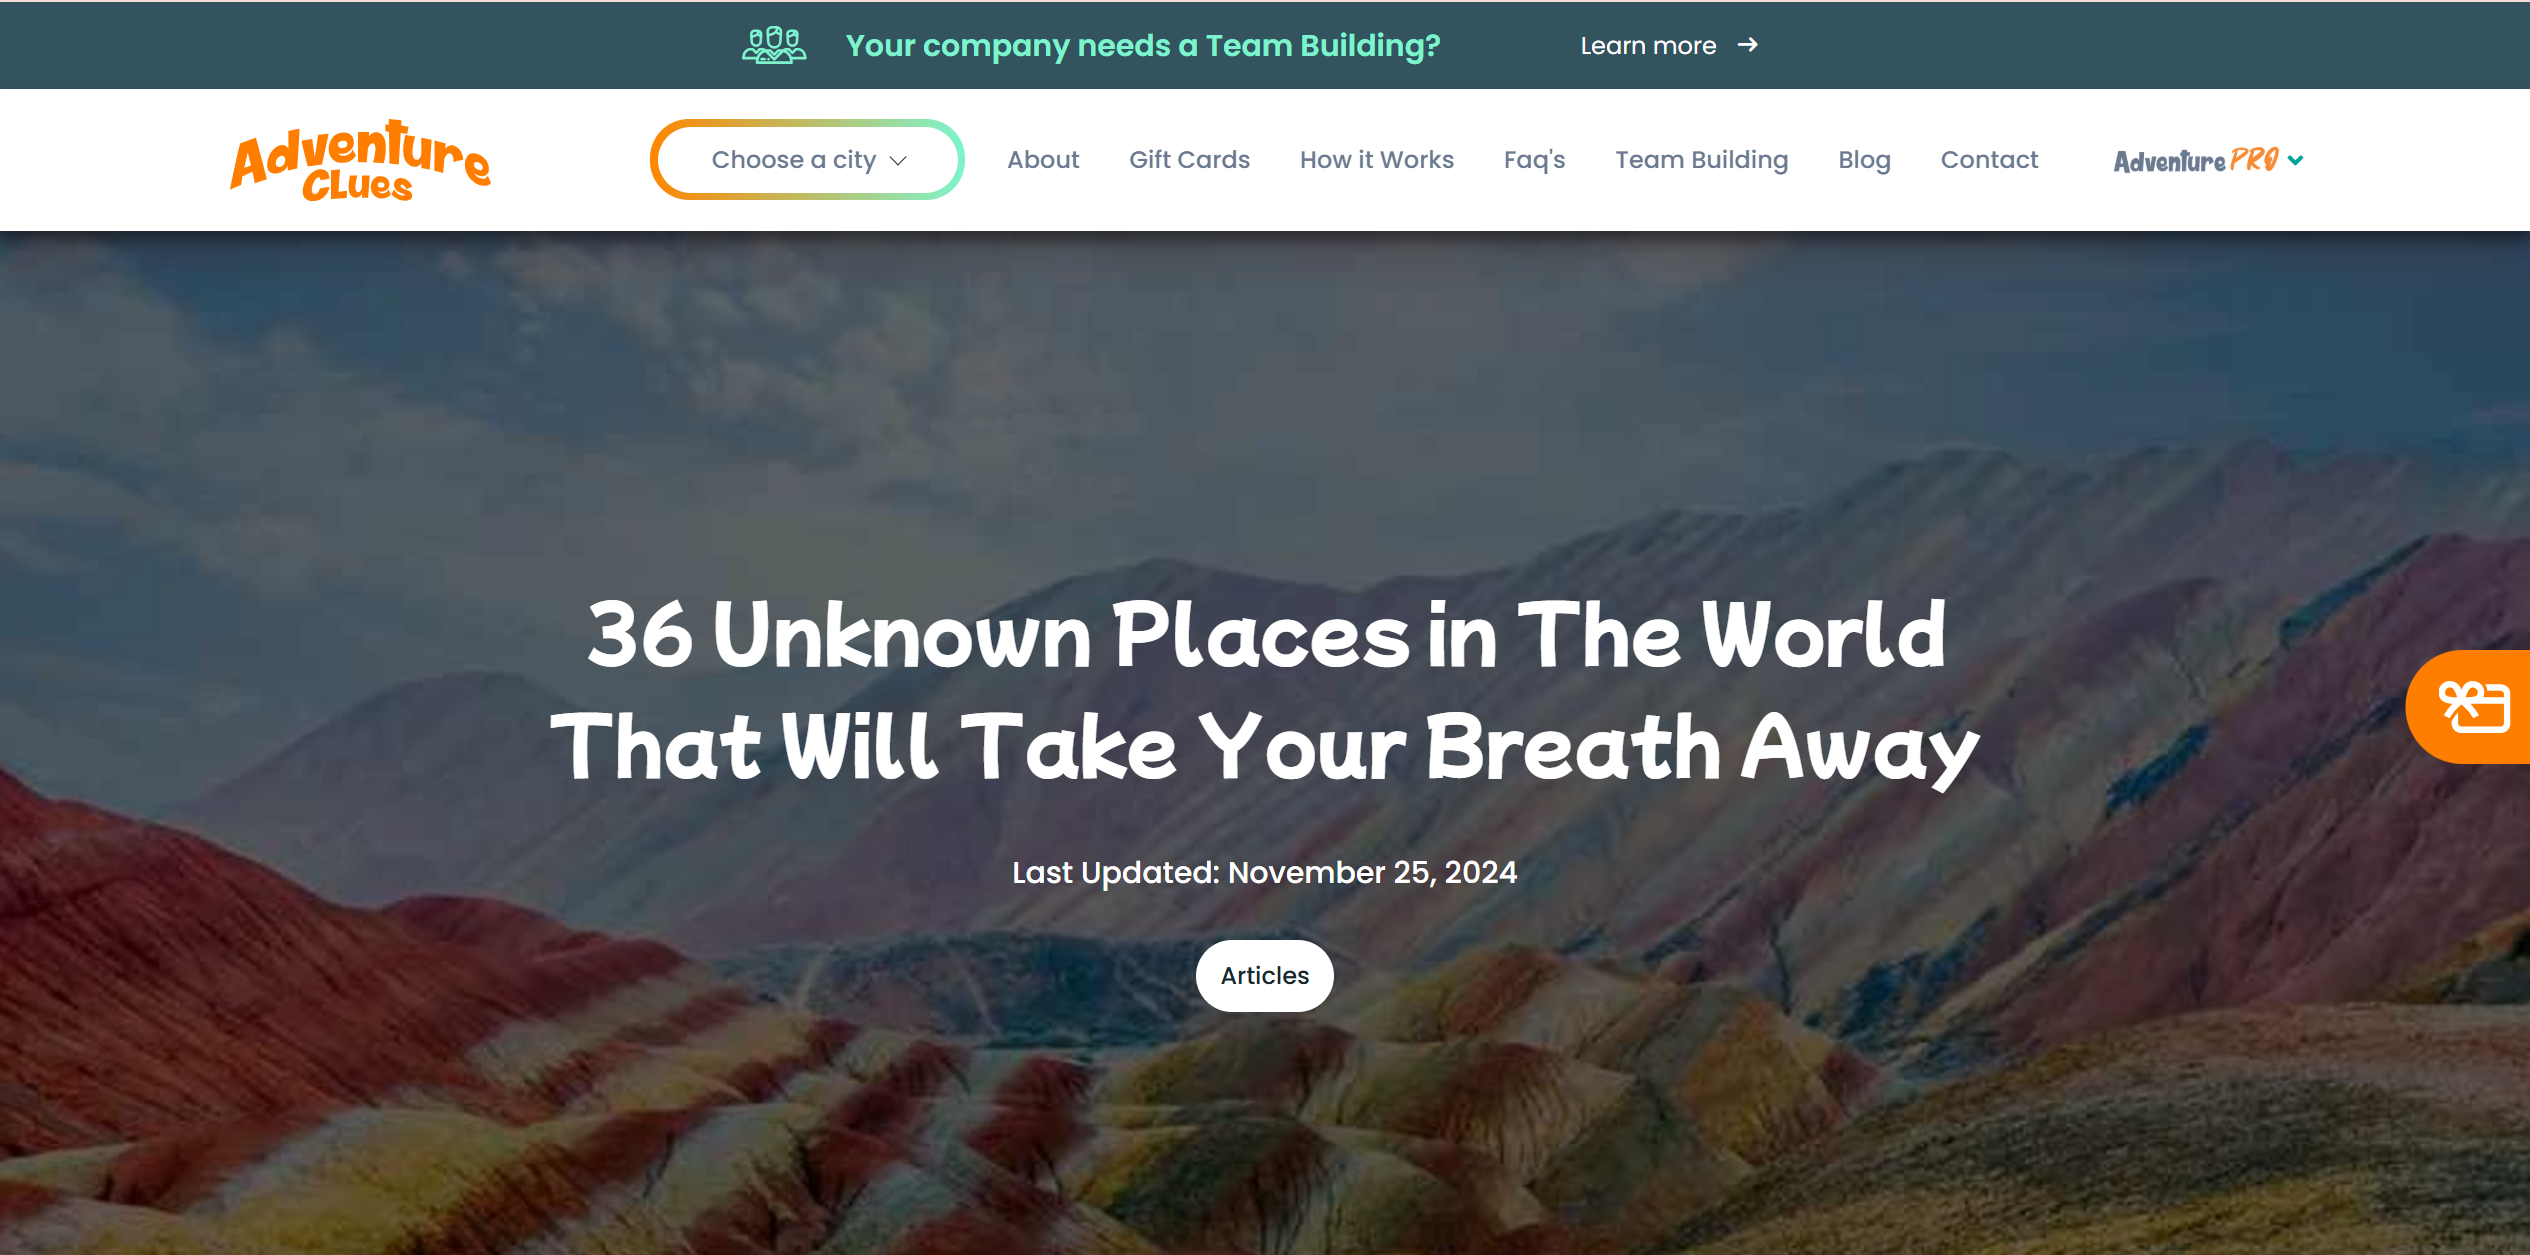 Your company needs a Team Building? Learn more
Adventure
CLues
Choose a city About Gift Cards How it Works Faq's Team Building Blog Contact Adventure PRO
36 Unknown Places in The World
That Will Take Your Breath Away
Last Updated: November 25, 2024
Articles